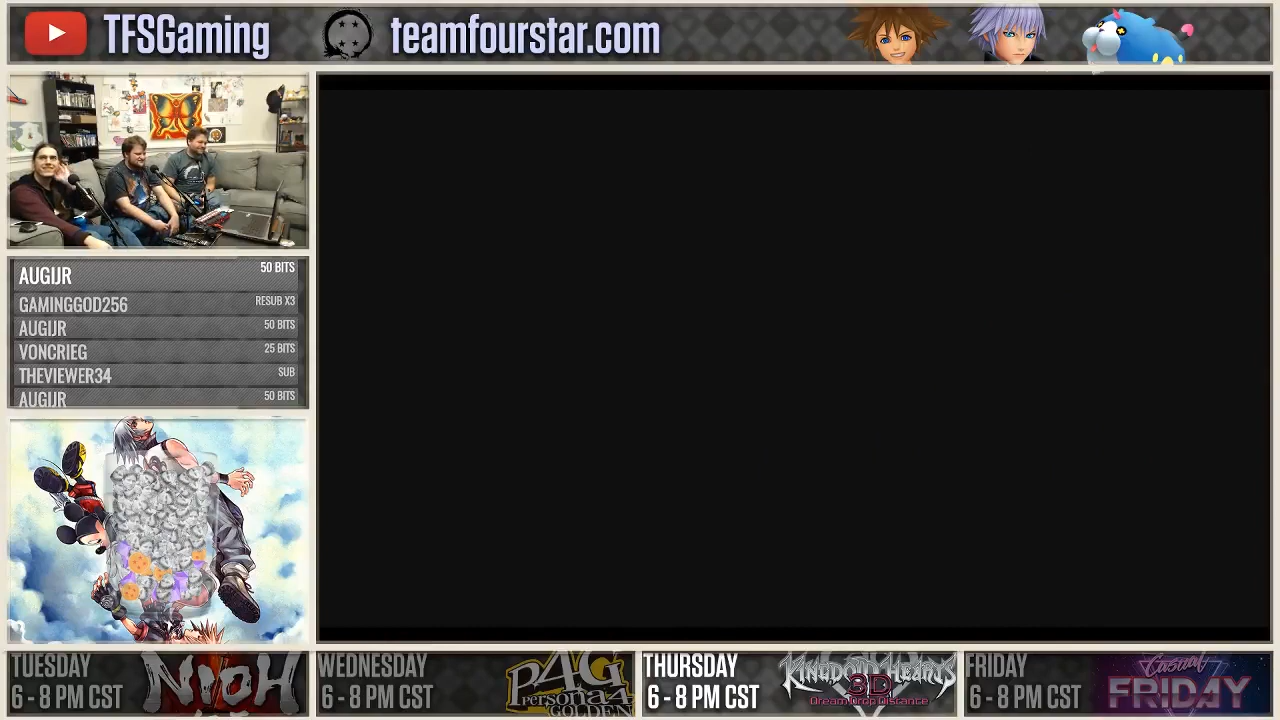 TFSGaming
teamfourstar.com
AUGIJR 50 BITS
GAMINGGOD256 RESUB X3
AUGIJR 50 BITS
VONCRIEG 25 BITS
THEVIEWER34 SUB
AUGIJR 50 BITS
TUESDAY
6 - 8 PM CST
NIOH
WEDNESDAY
6 - 8 PM CST
P4G
Persona4
GOLDEN
THURSDAY
6 - 8 PM CST
KINGDOM HEARTS
3D
Dream Drop Distance
FRIDAY
6 - 8 PM CST
Casual
FRIDAY